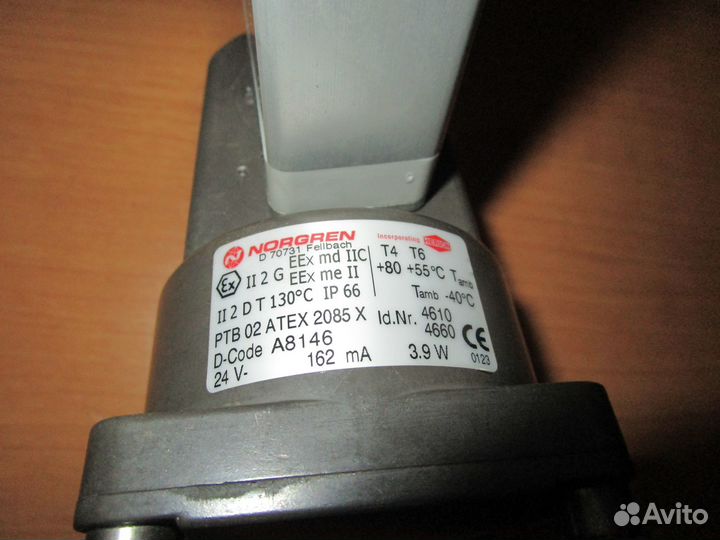 NORGREN
D 70731 Fellbach
Incorporating HERION
Ex II 2 G EEx md IIC
EEx me II
T4 T6
+80 +55°C Tamb
II 2 D T 130°C IP 66
Tamb -40°C
PTB 02 ATEX 2085 X
Id.Nr. 4610
4660
D-Code A8146
24 V- 162 mA 3.9 W
CE
0123
Avito